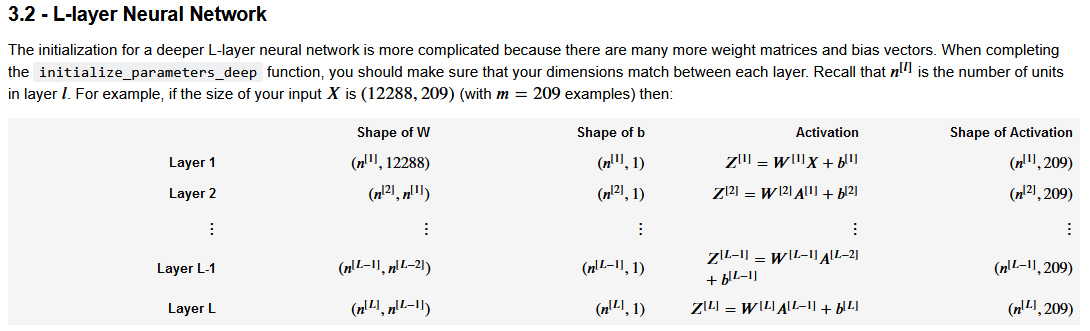 3.2 - L-layer Neural Network
The initialization for a deeper L-layer neural network is more complicated because there are many more weight matrices and bias vectors. When completing
the initialize_parameters_deep function, you should make sure that your dimensions match between each layer. Recall that n^[l] is the number of units
in layer l. For example, if the size of your input X is (12288, 209) (with m = 209 examples) then:
Shape of W Shape of b Activation Shape of Activation
Layer 1 (n^[1], 12288) (n^[1], 1) Z^[1] = W^[1]X + b^[1] (n^[1], 209)
Layer 2 (n^[2], n^[1]) (n^[2], 1) Z^[2] = W^[2]A^[1] + b^[2] (n^[2], 209)
⋮ ⋮ ⋮ ⋮ ⋮
Layer L-1 (n^[L−1], n^[L−2]) (n^[L−1], 1) Z^[L−1] = W^[L−1]A^[L−2]
+ b^[L−1] (n^[L−1], 209)
Layer L (n^[L], n^[L−1]) (n^[L], 1) Z^[L] = W^[L]A^[L−1] + b^[L] (n^[L], 209)